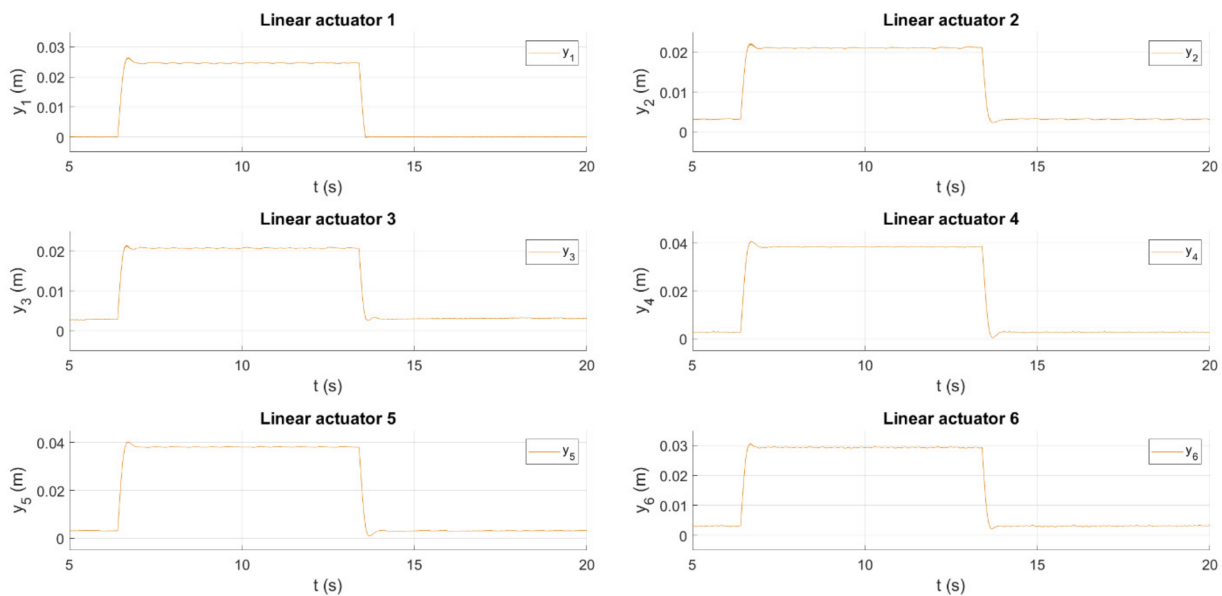 Linear actuator 1
0.03
0.02
0.01
0
y1 (m)
y1
5 10 15 20
t (s)
Linear actuator 2
0.02
0.01
0
y2 (m)
y2
5 10 15 20
t (s)
Linear actuator 3
0.02
0.01
0
y3 (m)
y3
5 10 15 20
t (s)
Linear actuator 4
0.04
0.02
0
y4 (m)
y4
5 10 15 20
t (s)
Linear actuator 5
0.04
0.02
0
y5 (m)
y5
5 10 15 20
t (s)
Linear actuator 6
0.03
0.02
0.01
0
y6 (m)
y6
5 10 15 20
t (s)